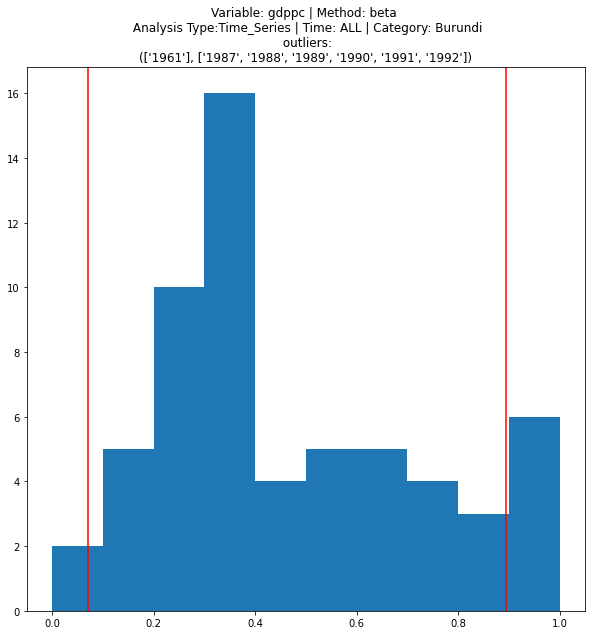 Variable: gdppc | Method: beta
Analysis Type:Time_Series | Time: ALL | Category: Burundi
outliers:
(['1961'], ['1987', '1988', '1989', '1990', '1991', '1992'])
16
14
12
10
8
6
4
2
0
0.0 0.2 0.4 0.6 0.8 1.0